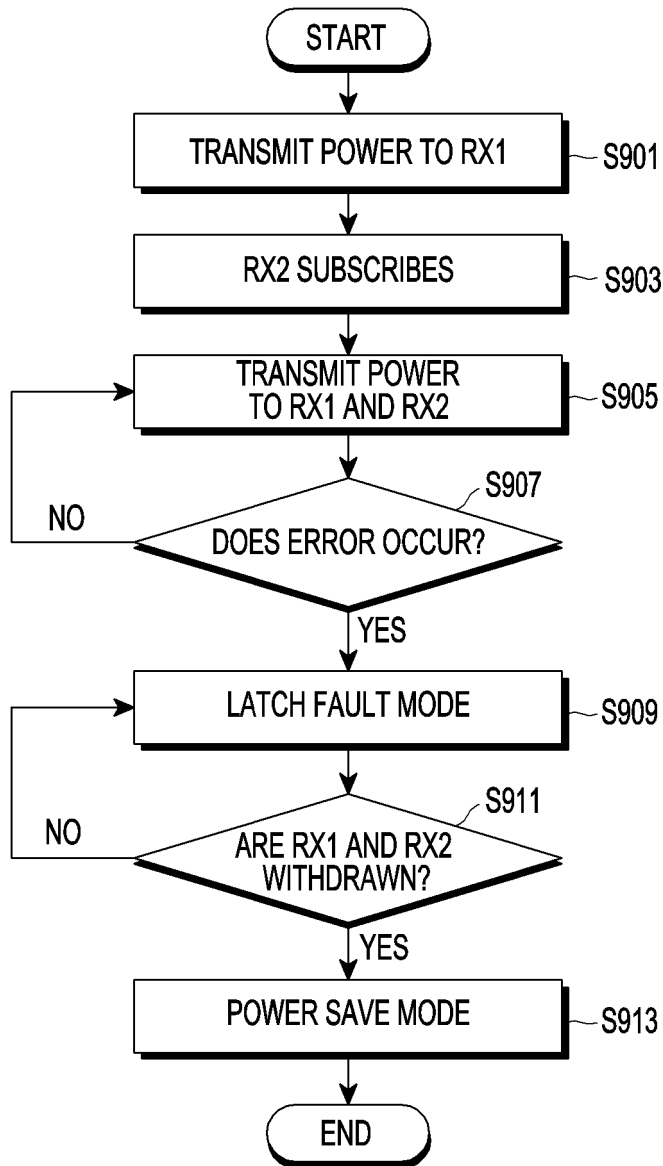 START
TRANSMIT POWER TO RX1
S901
RX2 SUBSCRIBES
S903
TRANSMIT POWER
TO RX1 AND RX2
S905
S907
NO
DOES ERROR OCCUR?
YES
LATCH FAULT MODE
S909
S911
NO
ARE RX1 AND RX2
WITHDRAWN?
YES
POWER SAVE MODE
S913
END